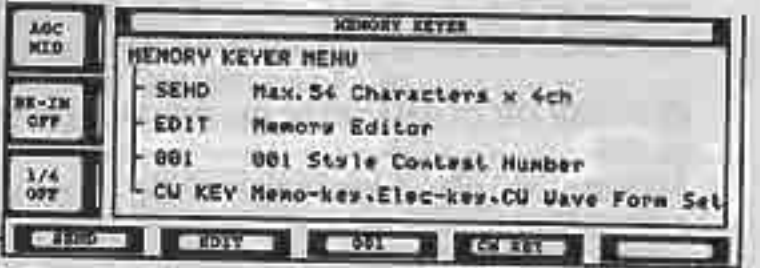 MEMORY KEYER
AGC
MID
MEMORY KEYER MENU
SEND Max. 54 Characters x 4ch
BK-IN
OFF
EDIT Memory Editor
001 001 Style Contest Number
1/4
OFF
CW KEY Memo-key, Elec-key, CW Wave Form Set
SEND EDIT 001 CW KEY